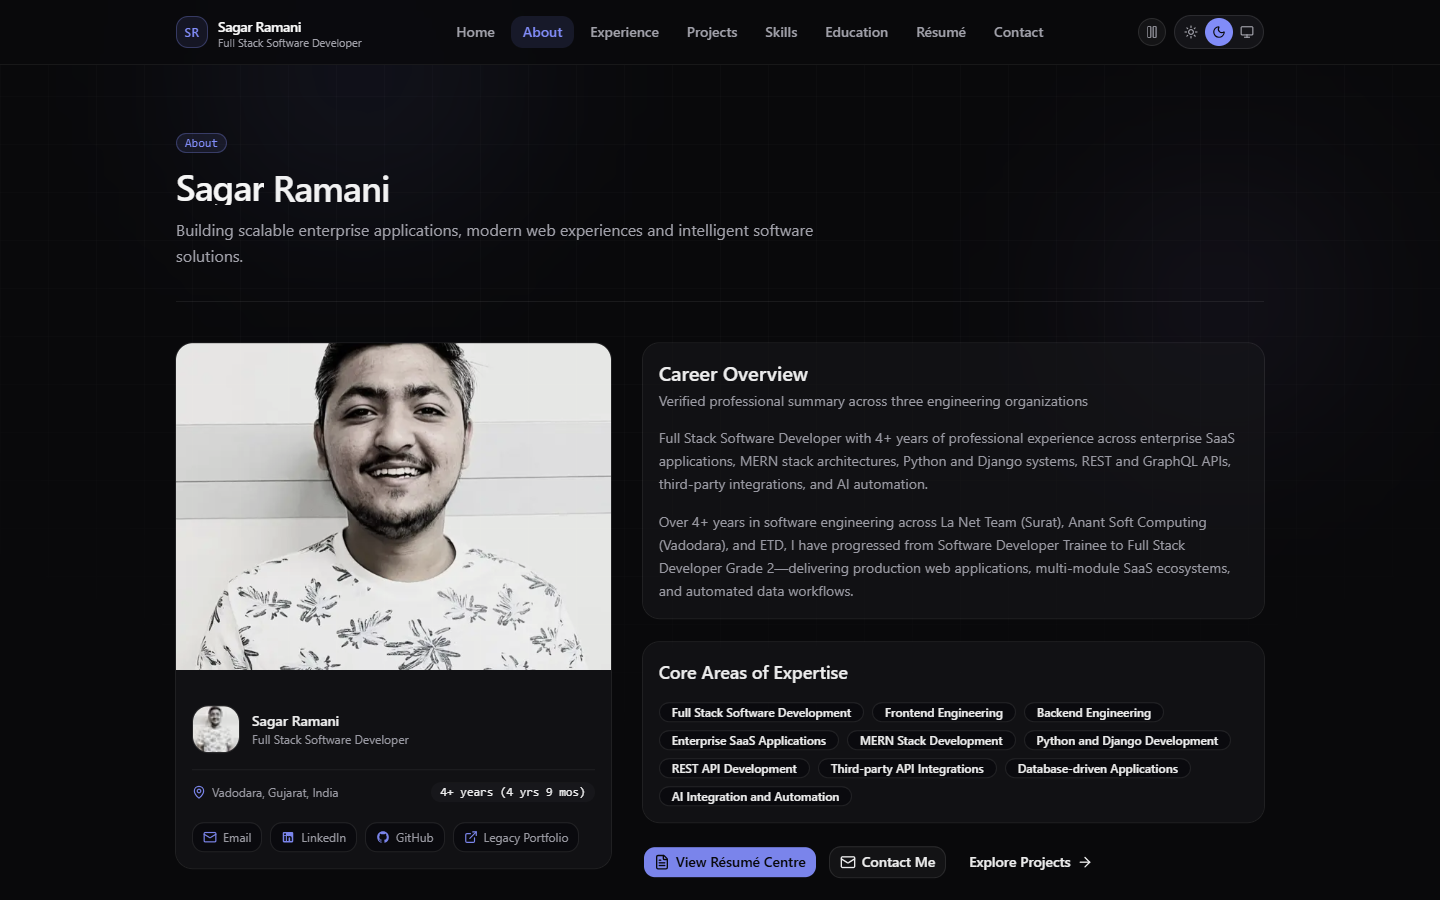 SR
Sagar Ramani
Full Stack Software Developer
Home
About
Experience
Projects
Skills
Education
Résumé
Contact
About
Sagar Ramani
Building scalable enterprise applications, modern web experiences and intelligent software
solutions.
Sagar Ramani
Full Stack Software Developer
Vadodara, Gujarat, India
4+ years (4 yrs 9 mos)
Email
LinkedIn
GitHub
Legacy Portfolio
Career Overview
Verified professional summary across three engineering organizations
Full Stack Software Developer with 4+ years of professional experience across enterprise SaaS
applications, MERN stack architectures, Python and Django systems, REST and GraphQL APIs,
third-party integrations, and AI automation.
Over 4+ years in software engineering across La Net Team (Surat), Anant Soft Computing
(Vadodara), and ETD, I have progressed from Software Developer Trainee to Full Stack
Developer Grade 2—delivering production web applications, multi-module SaaS ecosystems,
and automated data workflows.
Core Areas of Expertise
Full Stack Software Development
Frontend Engineering
Backend Engineering
Enterprise SaaS Applications
MERN Stack Development
Python and Django Development
REST API Development
Third-party API Integrations
Database-driven Applications
AI Integration and Automation
View Résumé Centre
Contact Me
Explore Projects